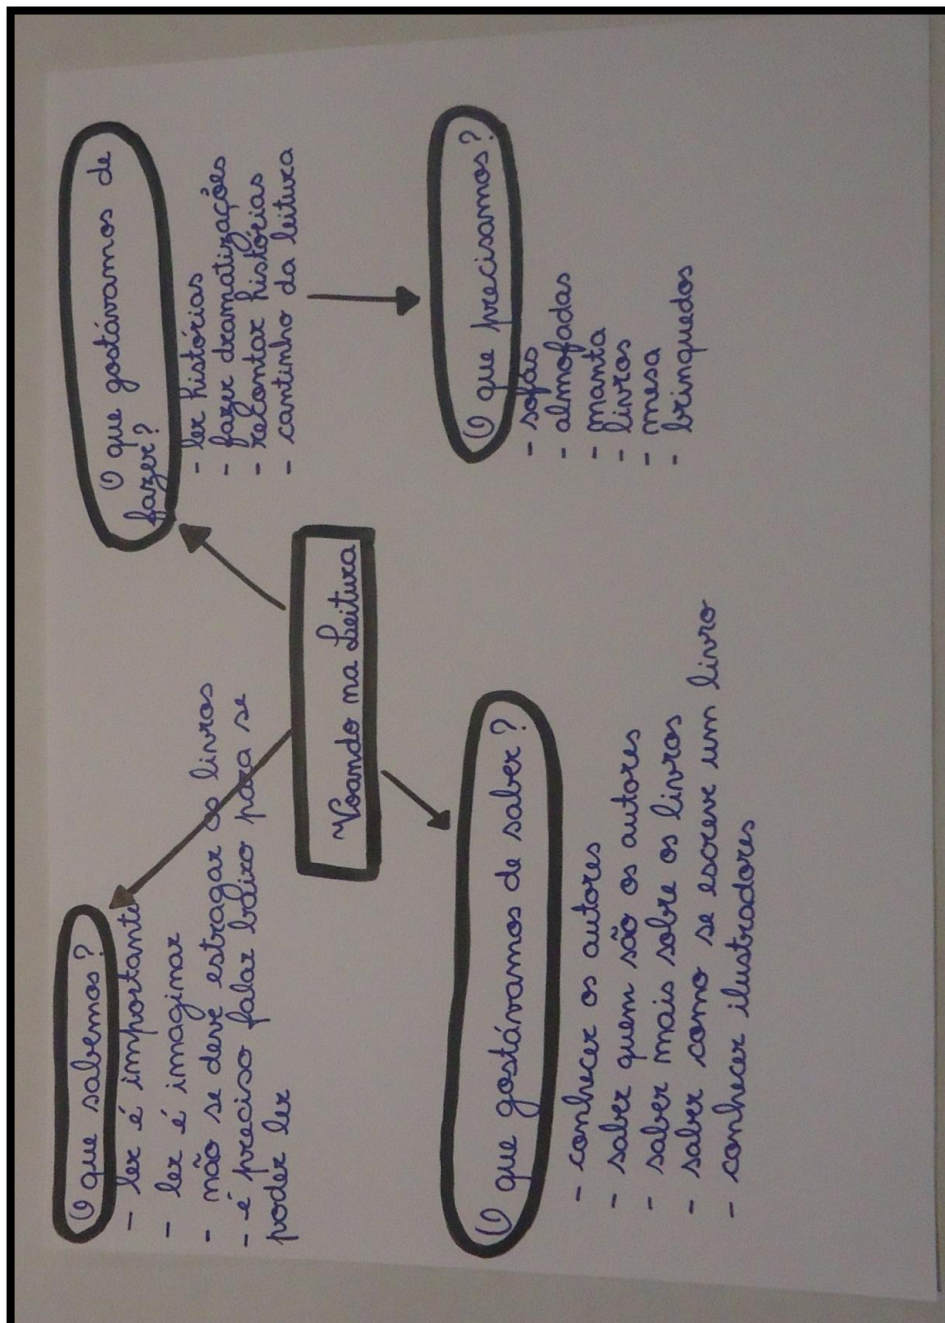 O que sabemos?
- ler é importante
- ler é imaginar
- não se deve estragar os livros
- é preciso falar baixo para se
poder ler
O que gostávamos de
fazer?
- ler histórias
- fazer dramatizações
- recontar histórias
- cantinho da leitura
Voando na Leitura
O que gostávamos de saber?
- conhecer os autores
- saber quem são os autores
- saber mais sobre os livros
- saber como se escreve um livro
- conhecer ilustradores
O que precisamos?
- sofás
- almofadas
- manta
- livros
- mesa
- brinquedos